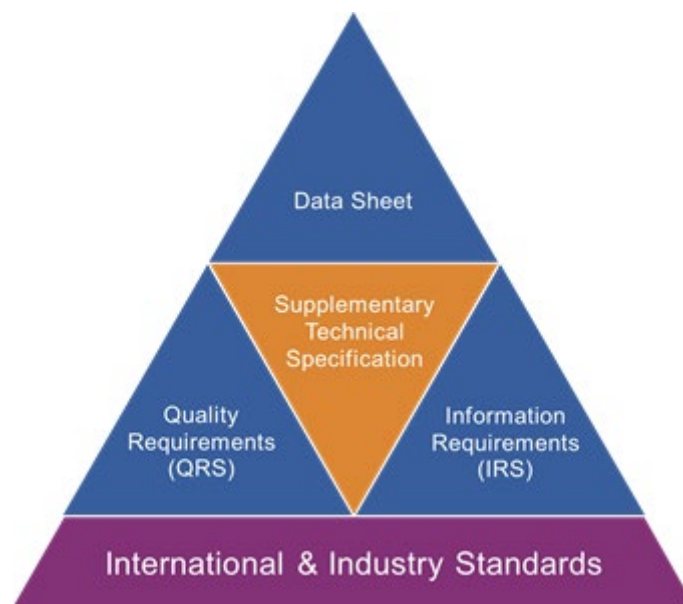 Data Sheet
Supplementary
Technical
Specification
Quality
Requirements
(QRS)
Information
Requirements
(IRS)
International & Industry Standards